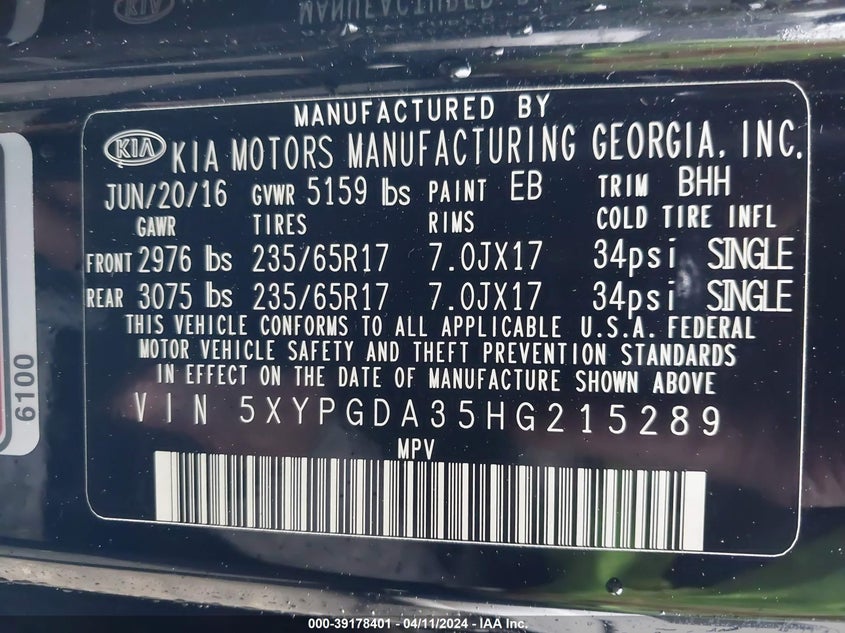 MANUFACTURED
KIA
MANUFACTURED BY
KIA KIA MOTORS MANUFACTURING GEORGIA, INC.
JUN/20/16 GVWR 5159 lbs PAINT EB TRIM BHH
GAWR TIRES RIMS COLD TIRE INFL
FRONT 2976 lbs 235/65R17 7.0JX17 34psi SINGLE
REAR 3075 lbs 235/65R17 7.0JX17 34psi SINGLE
THIS VEHICLE CONFORMS TO ALL APPLICABLE U.S.A. FEDERAL
MOTOR VEHICLE SAFETY AND THEFT PREVENTION STANDARDS
IN EFFECT ON THE DATE OF MANUFACTURE SHOWN ABOVE
VIN 5XYPGDA35HG215289
MPV
6100
000-39178401 - 04/11/2024 - IAA Inc.